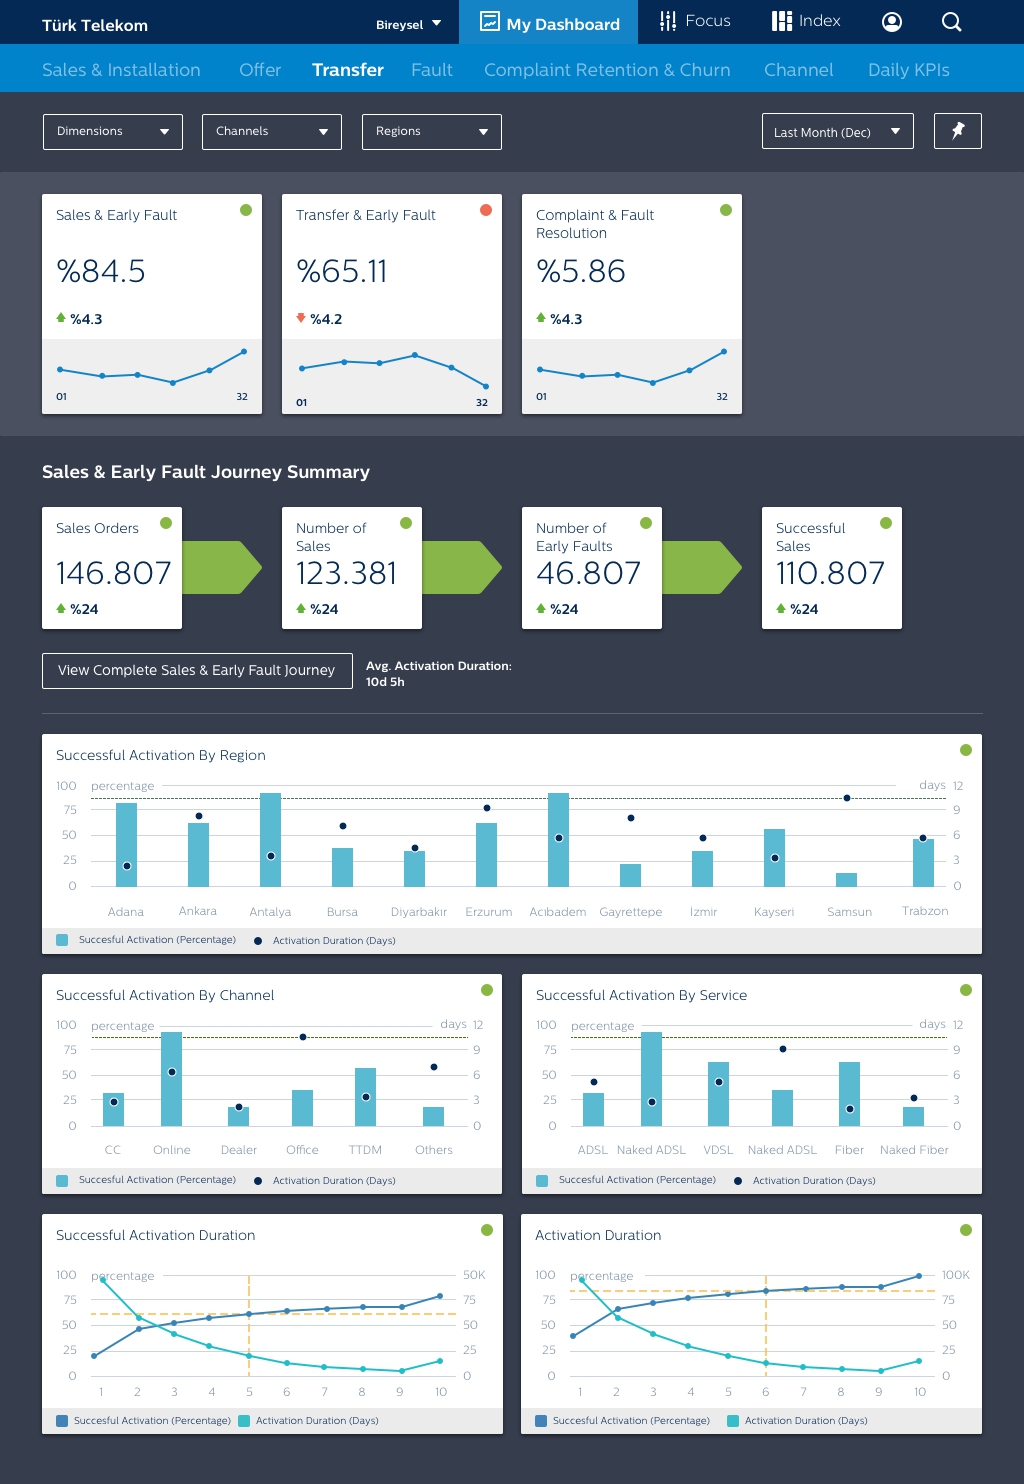 Türk Telekom
Bireysel
My Dashboard
Focus
Index
Sales & Installation
Offer
Transfer
Fault
Complaint Retention & Churn
Channel
Daily KPIs
Dimensions
Channels
Regions
Last Month (Dec)
Sales & Early Fault
%84.5
%4.3
01 32
Transfer & Early Fault
%65.11
%4.2
01 32
Complaint & Fault
Resolution
%5.86
%4.3
01 32
Sales & Early Fault Journey Summary
Sales Orders
146.807
%24
Number of
Sales
123.381
%24
Number of
Early Faults
46.807
%24
Successful
Sales
110.807
%24
View Complete Sales & Early Fault Journey
Avg. Activation Duration:
10d 5h
Successful Activation By Region
100 percentage days 12
75 9
50 6
25 3
0 0
Adana Ankara Antalya Bursa Diyarbakır Erzurum Acıbadem Gayrettepe İzmir Kayseri Samsun Trabzon
Succesful Activation (Percentage) Activation Duration (Days)
Successful Activation By Channel
100 percentage days 12
75 9
50 6
25 3
0 0
CC Online Dealer Office TTDM Others
Succesful Activation (Percentage) Activation Duration (Days)
Successful Activation By Service
100 percentage days 12
75 9
50 6
25 3
0 0
ADSL Naked ADSL VDSL Naked ADSL Fiber Naked Fiber
Succesful Activation (Percentage) Activation Duration (Days)
Successful Activation Duration
100 percentage 50K
75 75
50 50
25 25
0 0
1 2 3 4 5 6 7 8 9 10
Succesful Activation (Percentage) Activation Duration (Days)
Activation Duration
100 percentage 100K
75 75
50 50
25 25
0 0
1 2 3 4 5 6 7 8 9 10
Succesful Activation (Percentage) Activation Duration (Days)